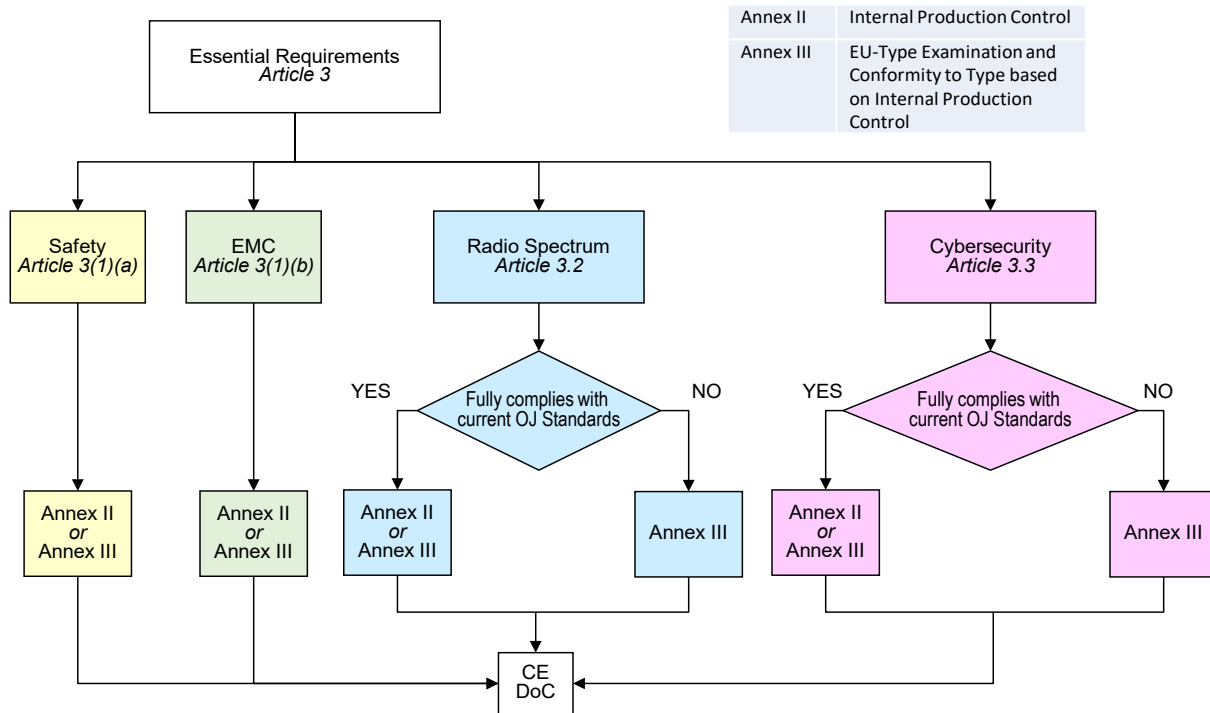 Essential Requirements
Article 3
Annex II Internal Production Control
Annex III EU-Type Examination and
Conformity to Type based
on Internal Production
Control
Safety
Article 3(1)(a)
EMC
Article 3(1)(b)
Radio Spectrum
Article 3.2
Cybersecurity
Article 3.3
YES
Fully complies with
current OJ Standards
NO
YES
Fully complies with
current OJ Standards
NO
Annex II
or
Annex III
Annex II
or
Annex III
Annex II
or
Annex III
Annex III
Annex II
or
Annex III
Annex III
CE
DoC